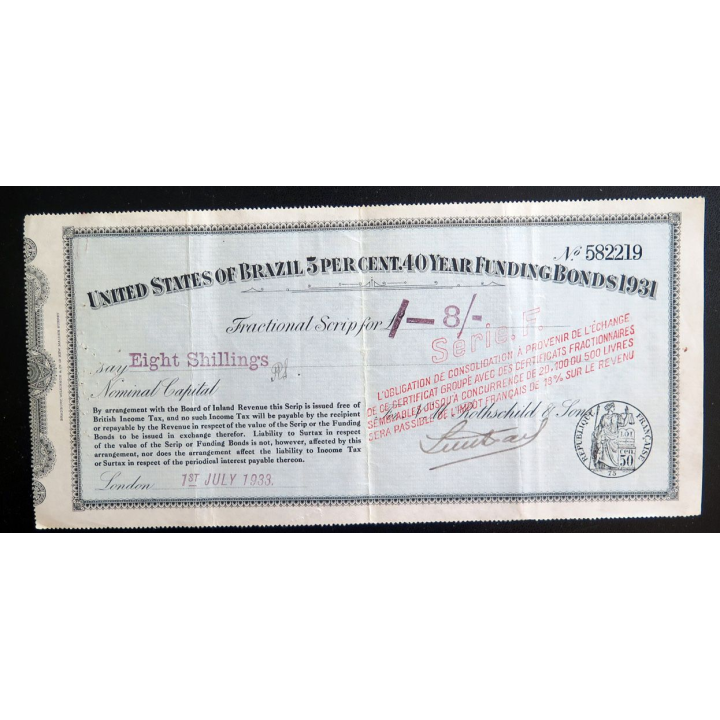 Nº 582219
UNITED STATES OF BRAZIL 5 PER CENT. 40 YEAR FUNDING BONDS 1931
Fractional Scrip for £ — 8/-
Serie. F.
say Eight Shillings
Nominal Capital
L'OBLIGATION DE CONSOLIDATION À PROVENIR DE L'ÉCHANGE
DE CE CERTIFICAT GROUPÉ AVEC DES CERTIFICATS FRACTIONNAIRES
SEMBLABLES JUSQU'À CONCURRENCE DE 20, 100 OU 500 LIVRES
SERA PASSIBLE DE L'IMPÔT FRANÇAIS DE 18% SUR LE REVENU
For N. M. Rothschild & Sons,
By arrangement with the Board of Inland Revenue this Scrip is issued free of
British Income Tax, and no such Income Tax will be payable by the recipient
or repayable by the Revenue in respect of the value of the Scrip or the Funding
Bonds to be issued in exchange therefor. Liability to Surtax in respect
of the value of the Scrip or Funding Bonds is not, however, affected by this
arrangement, nor does the arrangement affect the liability to Income Tax
or Surtax in respect of the periodical interest payable thereon.
London 1ST JULY 1933.
RÉPUBLIQUE FRANÇAISE
50